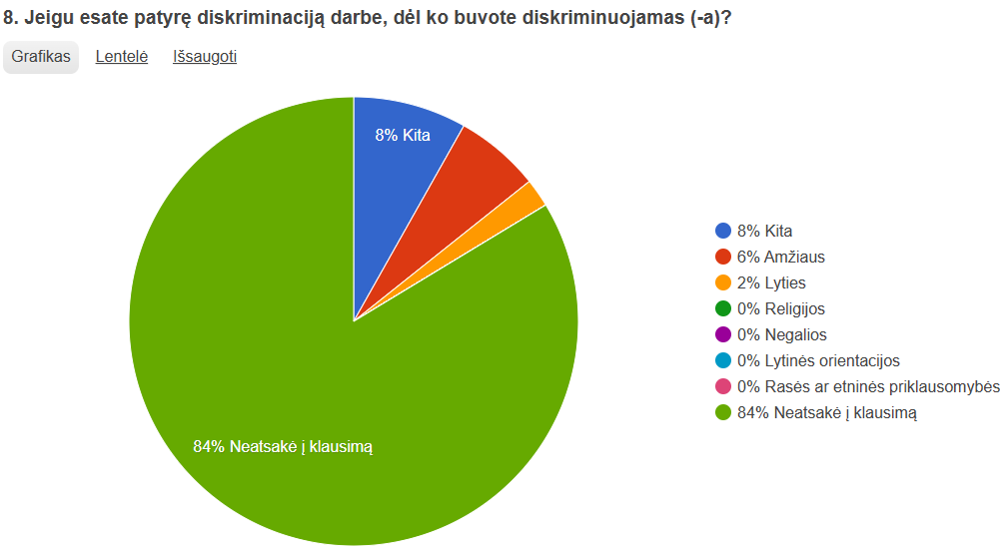 8. Jeigu esate patyrę diskriminaciją darbe, dėl ko buvote diskriminuojamas (-a)?
Grafikas Lentelė Išsaugoti
8% Kita
84% Neatsakė į klausimą
8% Kita
6% Amžiaus
2% Lyties
0% Religijos
0% Negalios
0% Lytinės orientacijos
0% Rasės ar etninės priklausomybės
84% Neatsakė į klausimą